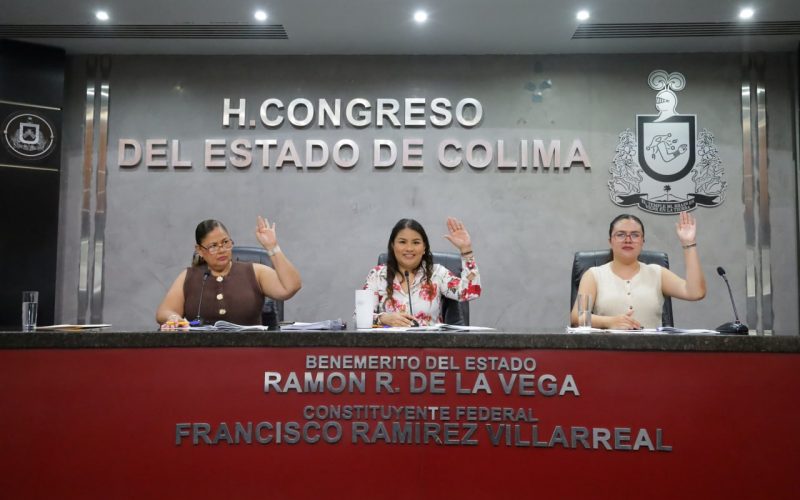 H.CONGRESO
DEL ESTADO DE COLIMA
BENEMERITO DEL ESTADO
RAMON R. DE LA VEGA
CONSTITUYENTE FEDERAL
FRANCISCO RAMIREZ VILLARREAL